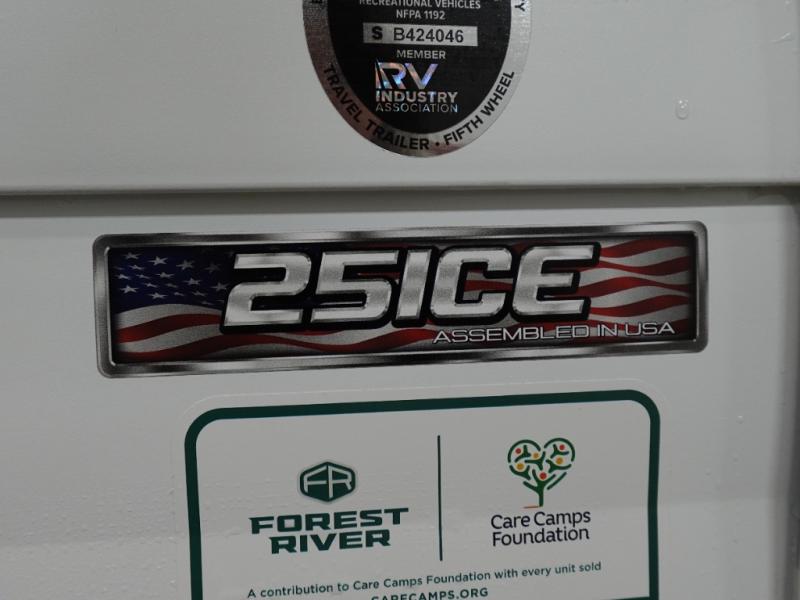 RECREATIONAL VEHICLES
NFPA 1192
S B424046
MEMBER
RV
INDUSTRY
ASSOCIATION
TRAVEL TRAILER • FIFTH WHEEL
25ICE
ASSEMBLED IN USA
FR
FOREST
RIVER
Care Camps
Foundation
A contribution to Care Camps Foundation with every unit sold
CARECAMPS.ORG